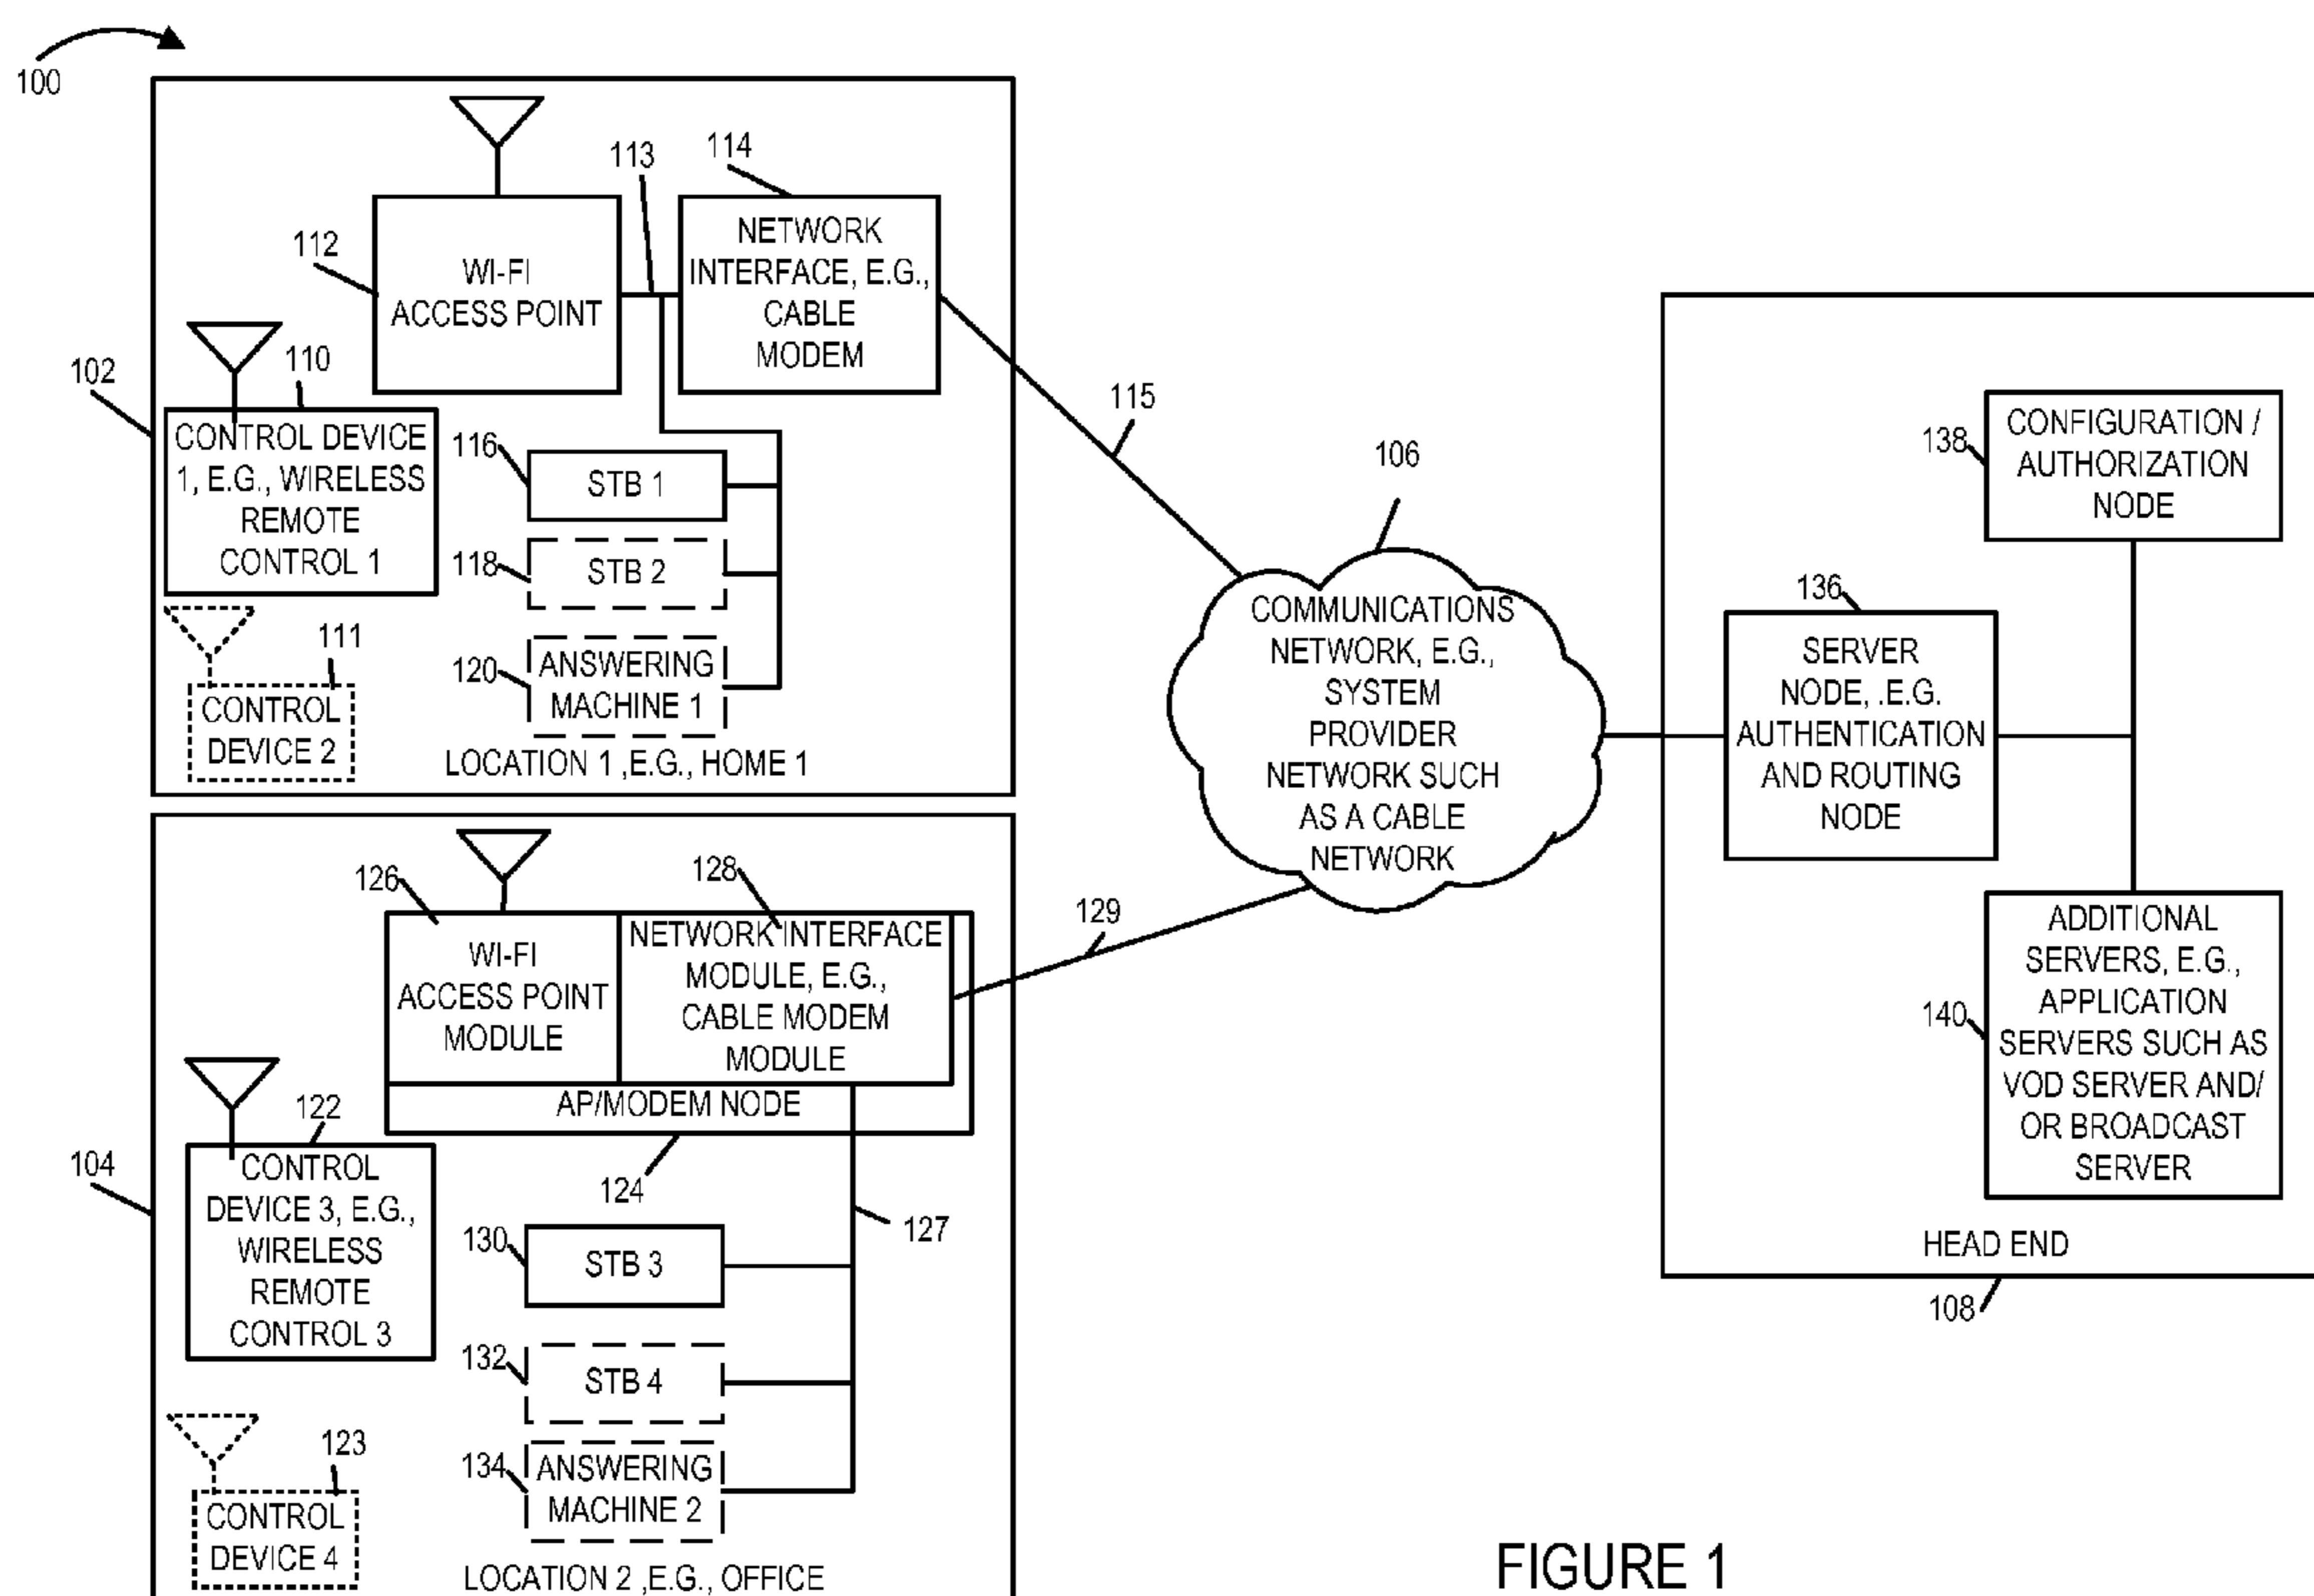 100
113
114
112
WI-FI
ACCESS POINT
NETWORK
INTERFACE, E.G.,
CABLE
MODEM
102
110
CONTROL DEVICE
1, E.G., WIRELESS
REMOTE
CONTROL 1
116
STB 1
118
STB 2
111
CONTROL
DEVICE 2
120
ANSWERING
MACHINE 1
LOCATION 1 ,E.G., HOME 1
115
106
COMMUNICATIONS
NETWORK, E.G.,
SYSTEM
PROVIDER
NETWORK SUCH
AS A CABLE
NETWORK
138
CONFIGURATION /
AUTHORIZATION
NODE
136
SERVER
NODE, .E.G.
AUTHENTICATION
AND ROUTING
NODE
140
ADDITIONAL
SERVERS, E.G.,
APPLICATION
SERVERS SUCH AS
VOD SERVER AND/
OR BROADCAST
SERVER
HEAD END
108
126
128
WI-FI
ACCESS POINT
MODULE
NETWORK INTERFACE
MODULE, E.G.,
CABLE MODEM
MODULE
129
AP/MODEM NODE
104
122
CONTROL
DEVICE 3, E.G.,
WIRELESS
REMOTE
CONTROL 3
124
127
130
STB 3
132
STB 4
123
CONTROL
DEVICE 4
134
ANSWERING
MACHINE 2
LOCATION 2 ,E.G., OFFICE
FIGURE 1